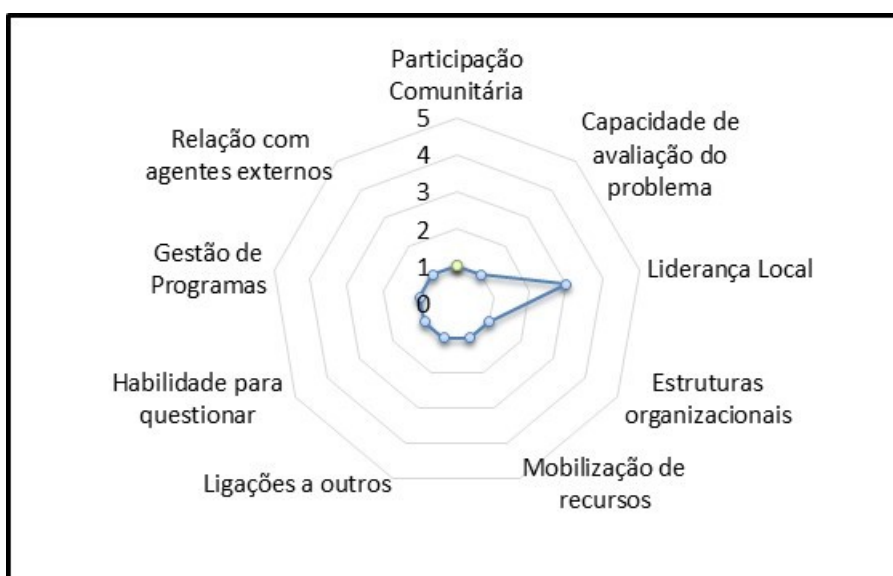 Participação
Comunitária
Capacidade de
avaliação do
problema
Liderança Local
Estruturas
organizacionais
Mobilização de
recursos
Ligações a outros
Habilidade para
questionar
Gestão de
Programas
Relação com
agentes externos
5
4
3
2
1
0